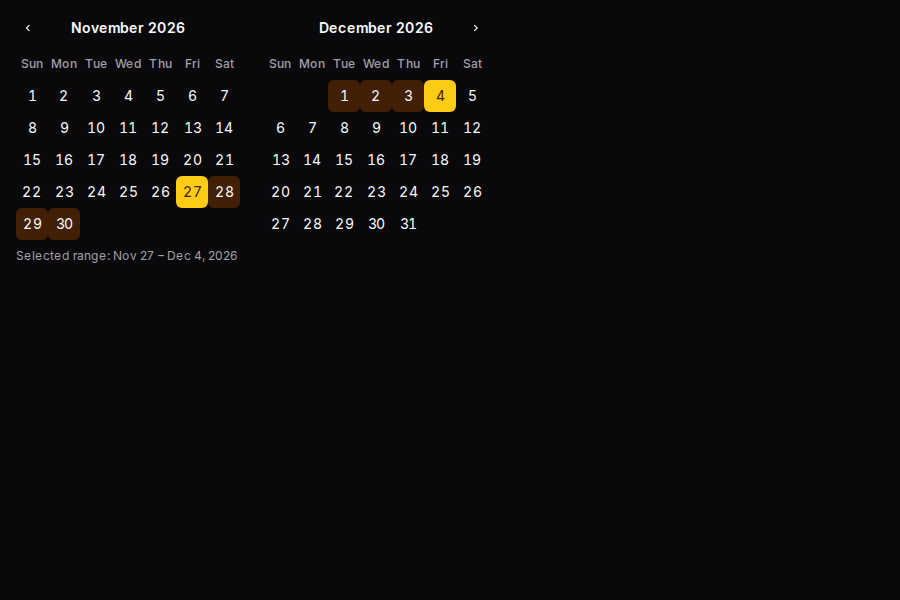 November 2026
Sun Mon Tue Wed Thu Fri Sat
1 2 3 4 5 6 7
8 9 10 11 12 13 14
15 16 17 18 19 20 21
22 23 24 25 26 27 28
29 30
December 2026
Sun Mon Tue Wed Thu Fri Sat
1 2 3 4 5
6 7 8 9 10 11 12
13 14 15 16 17 18 19
20 21 22 23 24 25 26
27 28 29 30 31
Selected range: Nov 27 – Dec 4, 2026